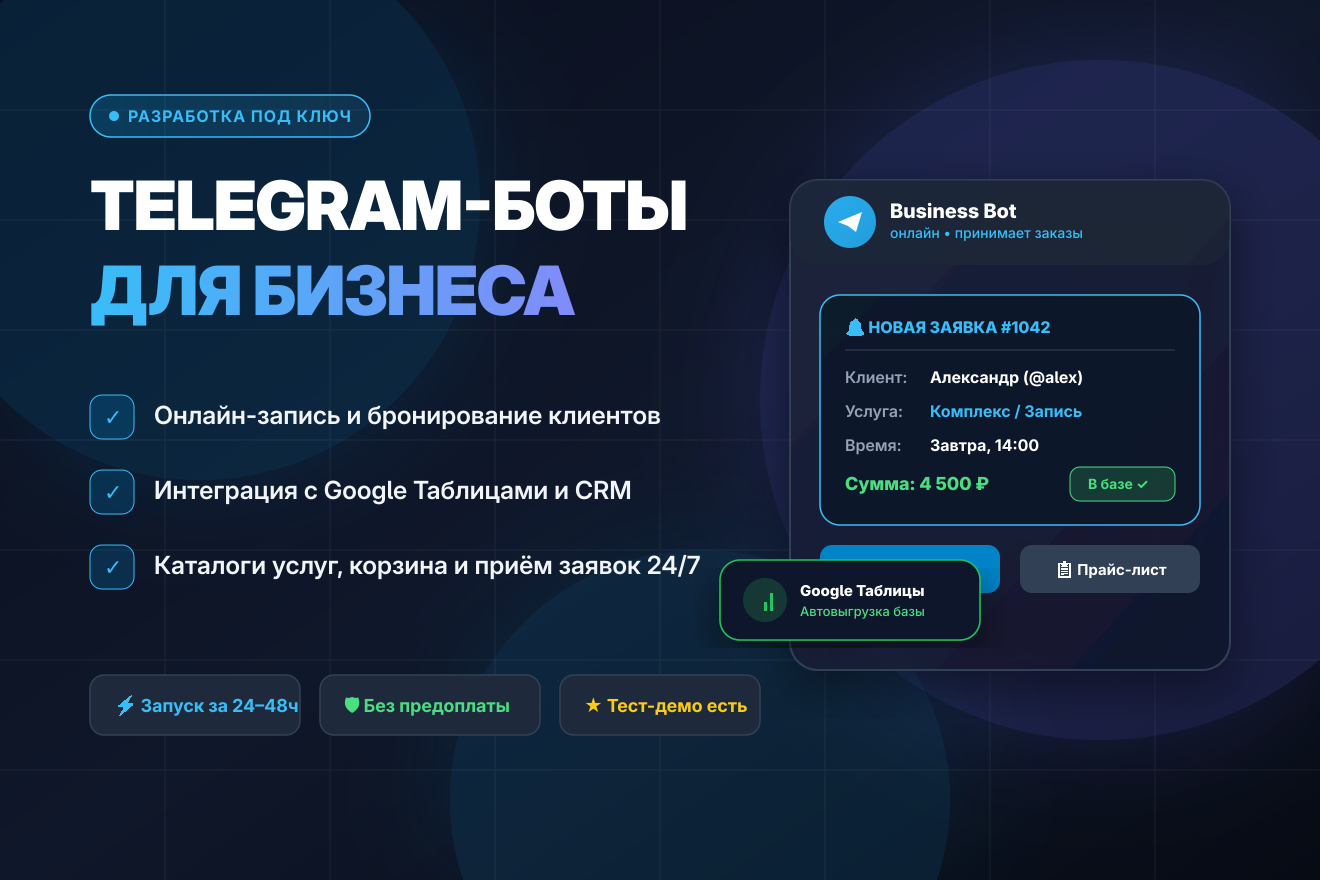 РАЗРАБОТКА ПОД КЛЮЧ
TELEGRAM-БОТЫ
ДЛЯ БИЗНЕСА
✓ Онлайн-запись и бронирование клиентов
✓ Интеграция с Google Таблицами и CRM
✓ Каталоги услуг, корзина и приём заявок 24/7
Запуск за 24–48ч
Без предоплаты
★ Тест-демо есть
Business Bot
онлайн • принимает заказы
НОВАЯ ЗАЯВКА #1042
Клиент: Александр (@alex)
Услуга: Комплекс / Запись
Время: Завтра, 14:00
Сумма: 4 500 ₽
В базе ✓
Прайс-лист
Google Таблицы
Автовыгрузка базы